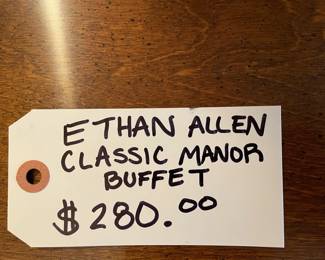 ETHAN ALLEN
CLASSIC MANOR
BUFFET
$280.00